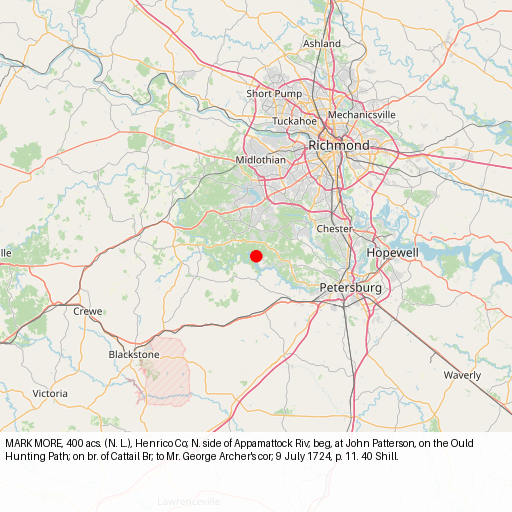 Ashland
Short Pump
Mechanicsville
Tuckahoe
Richmond
Midlothian
Chester
Hopewell
lle
Petersburg
Crewe
Blackstone
Waverly
Victoria
MARK MORE, 400 acs. (N. L.), Henrico Co; N. side of Appamattock Riv; beg, at John Patterson, on the Ould
Hunting Path; on br. of Cattail Br; to Mr. George Archer's cor; 9 July 1724, p. 11. 40 Shill.
Lawrenceville